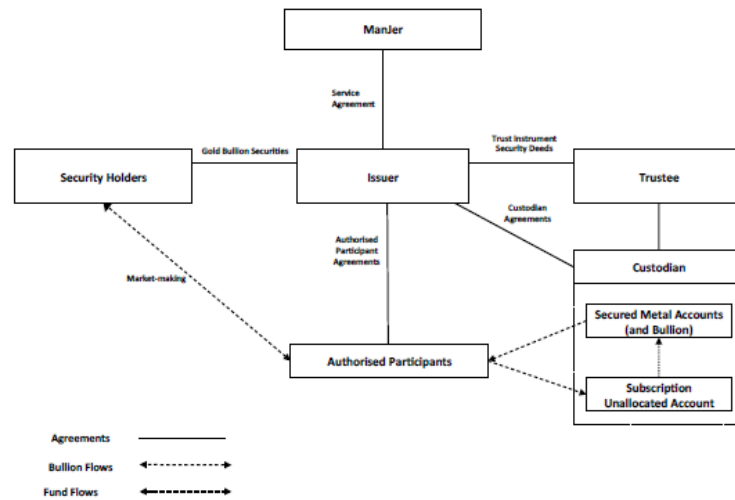 ManJer
Service
Agreement
Trust Instrument
Security Deeds
Gold Bullion Securities
Security Holders
Issuer
Trustee
Custodian
Agreements
Authorised
Participant
Agreements
Custodian
Market-making
Secured Metal Accounts
(and Bullion)
Authorised Participants
Subscription
Unallocated Account
Agreements
Bullion Flows
Fund Flows